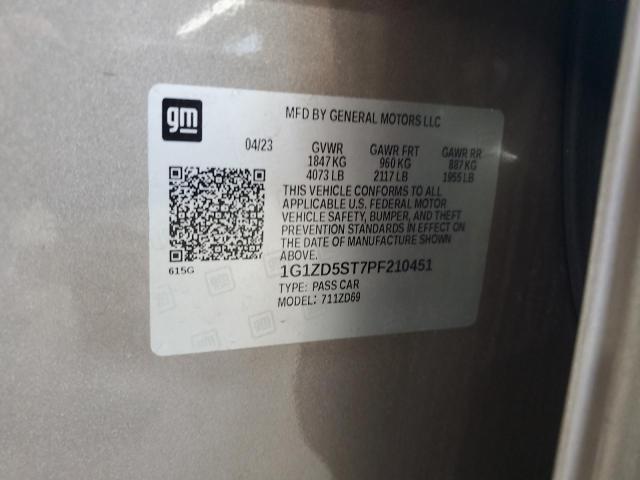 gm
MFD BY GENERAL MOTORS LLC
04/23 GVWR GAWR FRT GAWR RR
1847 KG 960 KG 887 KG
4073 LB 2117 LB 1955 LB
THIS VEHICLE CONFORMS TO ALL
APPLICABLE U.S. FEDERAL MOTOR
VEHICLE SAFETY, BUMPER, AND THEFT
PREVENTION STANDARDS IN EFFECT ON
THE DATE OF MANUFACTURE SHOWN
ABOVE.
615G
1G1ZD5ST7PF210451
TYPE: PASS CAR
MODEL: 711ZD69